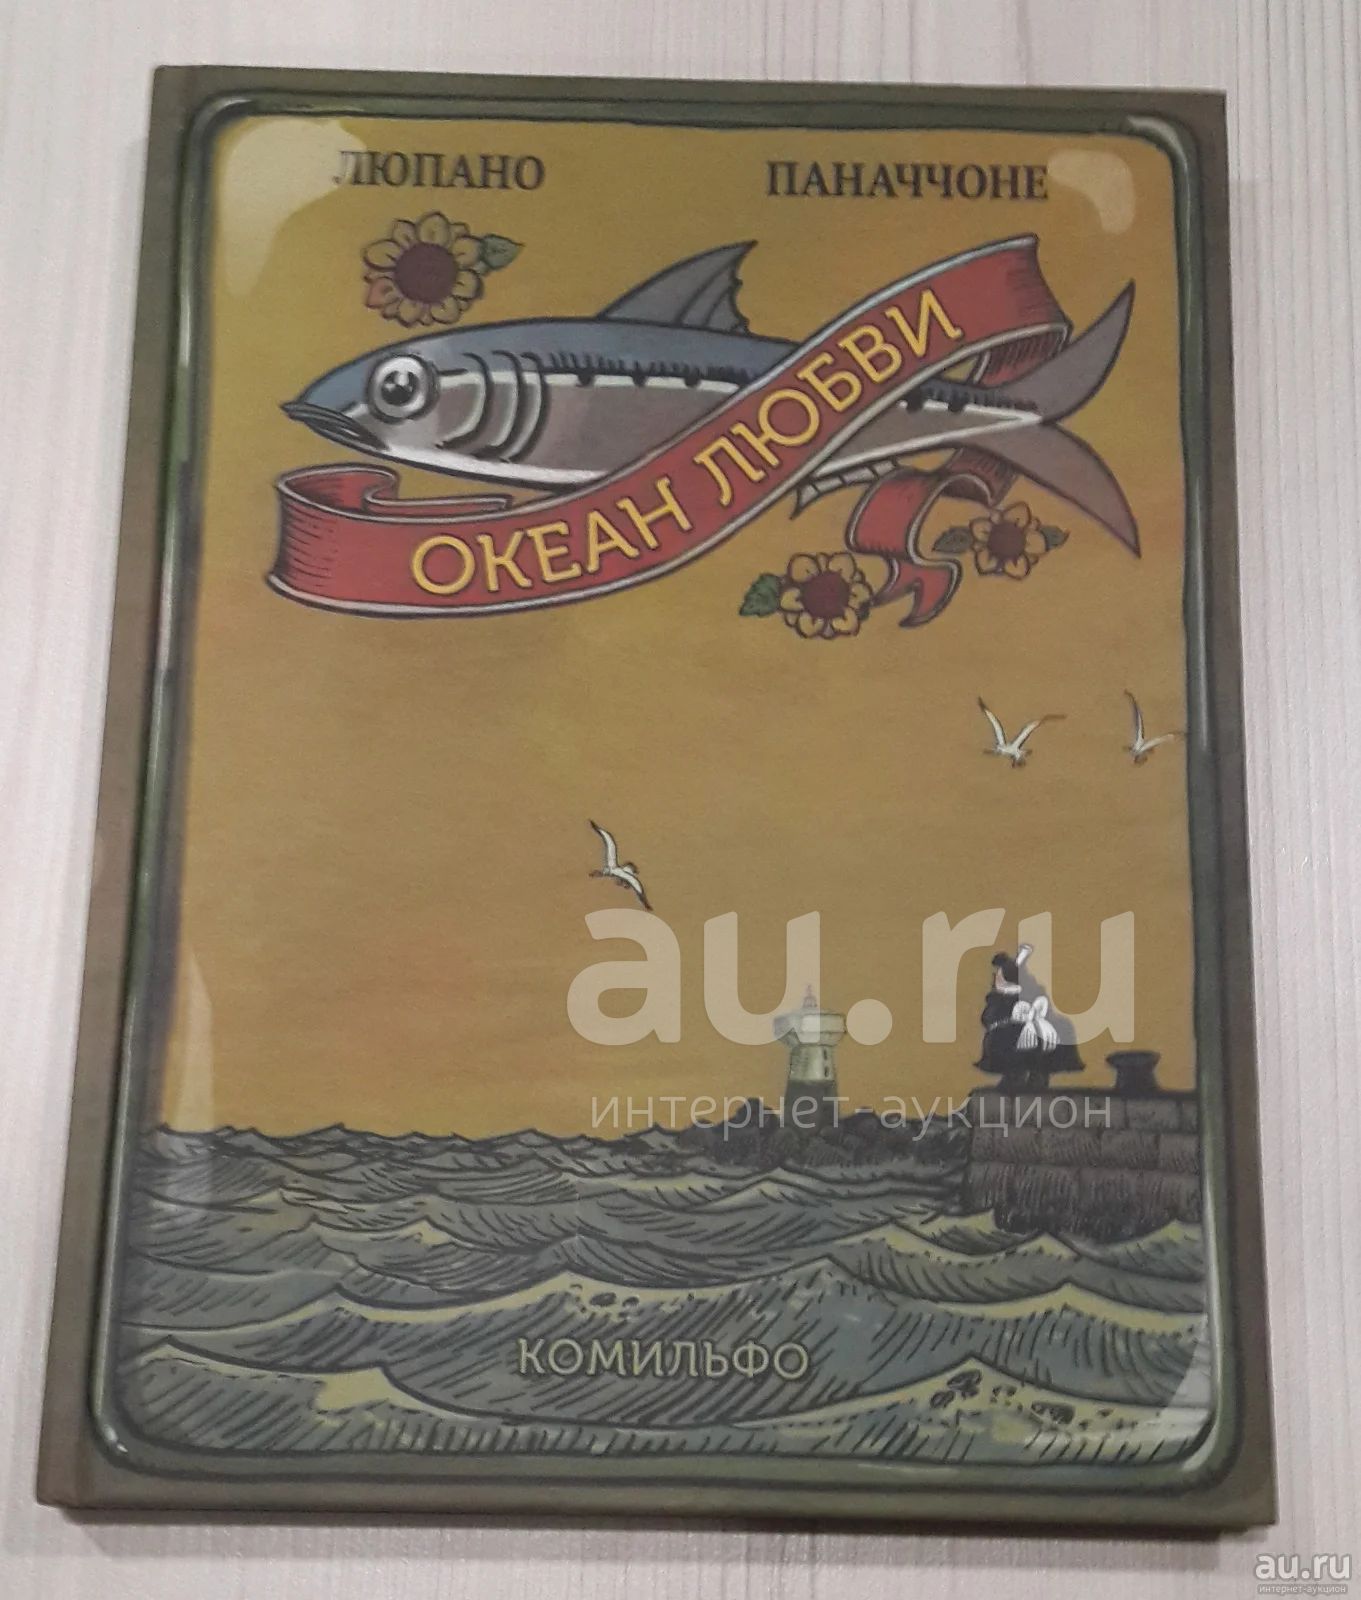 ЛЮПАНО ПАНАЧЧОНЕ
ОКЕАН ЛЮБВИ
au.ru
интернет-аукцион
КОМИЛЬФО
au.ru
интернет-аукцион